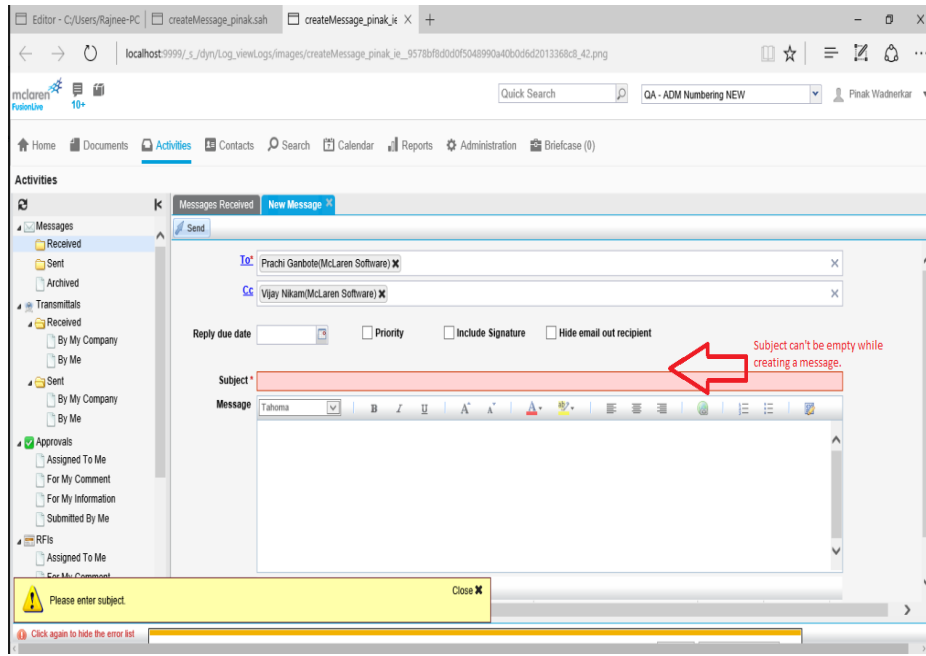 Editor - C:/Users/Rajnee-PC
createMessage_pinak.sah
createMessage_pinak_ie
localhost:9999/_s_/dyn/Log_viewLogs/images/createMessage_pinak_ie__9578bf8d0d0f5048990a40b0d6d2013368c8_42.png
mclaren
FusionLive
10+
Quick Search
QA - ADM Numbering NEW
Pinak Wadnerkar
Home Documents Activities Contacts Search Calendar Reports Administration Briefcase (0)
Activities
Messages Received New Message
Messages
Send
Received
Sent
Archived
Transmittals
Received
By My Company
By Me
Sent
By My Company
By Me
Approvals
Assigned To Me
For My Comment
For My Information
Submitted By Me
RFIs
Assigned To Me
For My Comment
To* Prachi Ganbote(McLaren Software)
Cc Vijay Nikam(McLaren Software)
Reply due date Priority Include Signature Hide email out recipient
Subject can't be empty while
creating a message.
Subject *
Message Tahoma B I U A A A ab
Please enter subject.
Close
Click again to hide the error list